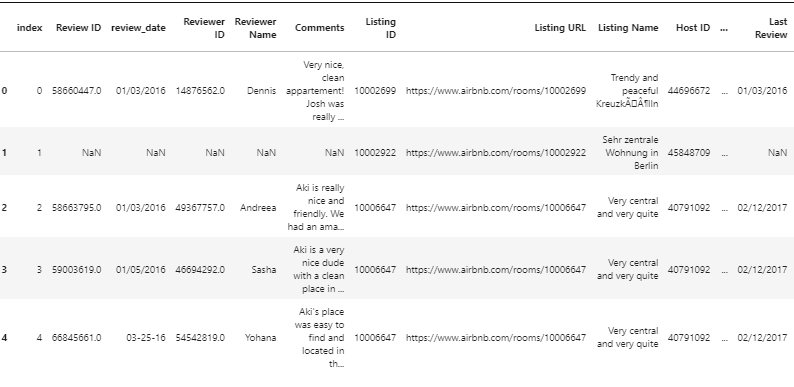 index Review ID review_date Reviewer ID Reviewer Name Comments Listing ID Listing URL Listing Name Host ID ... Last Review
0 0 58660447.0 01/03/2016 14876562.0 Dennis Very nice, clean appartement! Josh was really ... 10002699 https://www.airbnb.com/rooms/10002699 Trendy and peaceful KreuzkÃ□Â¶lln 44696672 ... 01/03/2016
1 1 NaN NaN NaN NaN NaN 10002922 https://www.airbnb.com/rooms/10002922 Sehr zentrale Wohnung in Berlin 45848709 ... NaN
2 2 58663795.0 01/03/2016 49367757.0 Andreea Aki is really nice and friendly. We had an ama... 10006647 https://www.airbnb.com/rooms/10006647 Very central and very quite 40791092 ... 02/12/2017
3 3 59003619.0 01/05/2016 46694292.0 Sasha Aki is a very nice dude with a clean place in ... 10006647 https://www.airbnb.com/rooms/10006647 Very central and very quite 40791092 ... 02/12/2017
4 4 66845661.0 03-25-16 54542819.0 Yohana Aki's place was easy to find and located in th... 10006647 https://www.airbnb.com/rooms/10006647 Very central and very quite 40791092 ... 02/12/2017